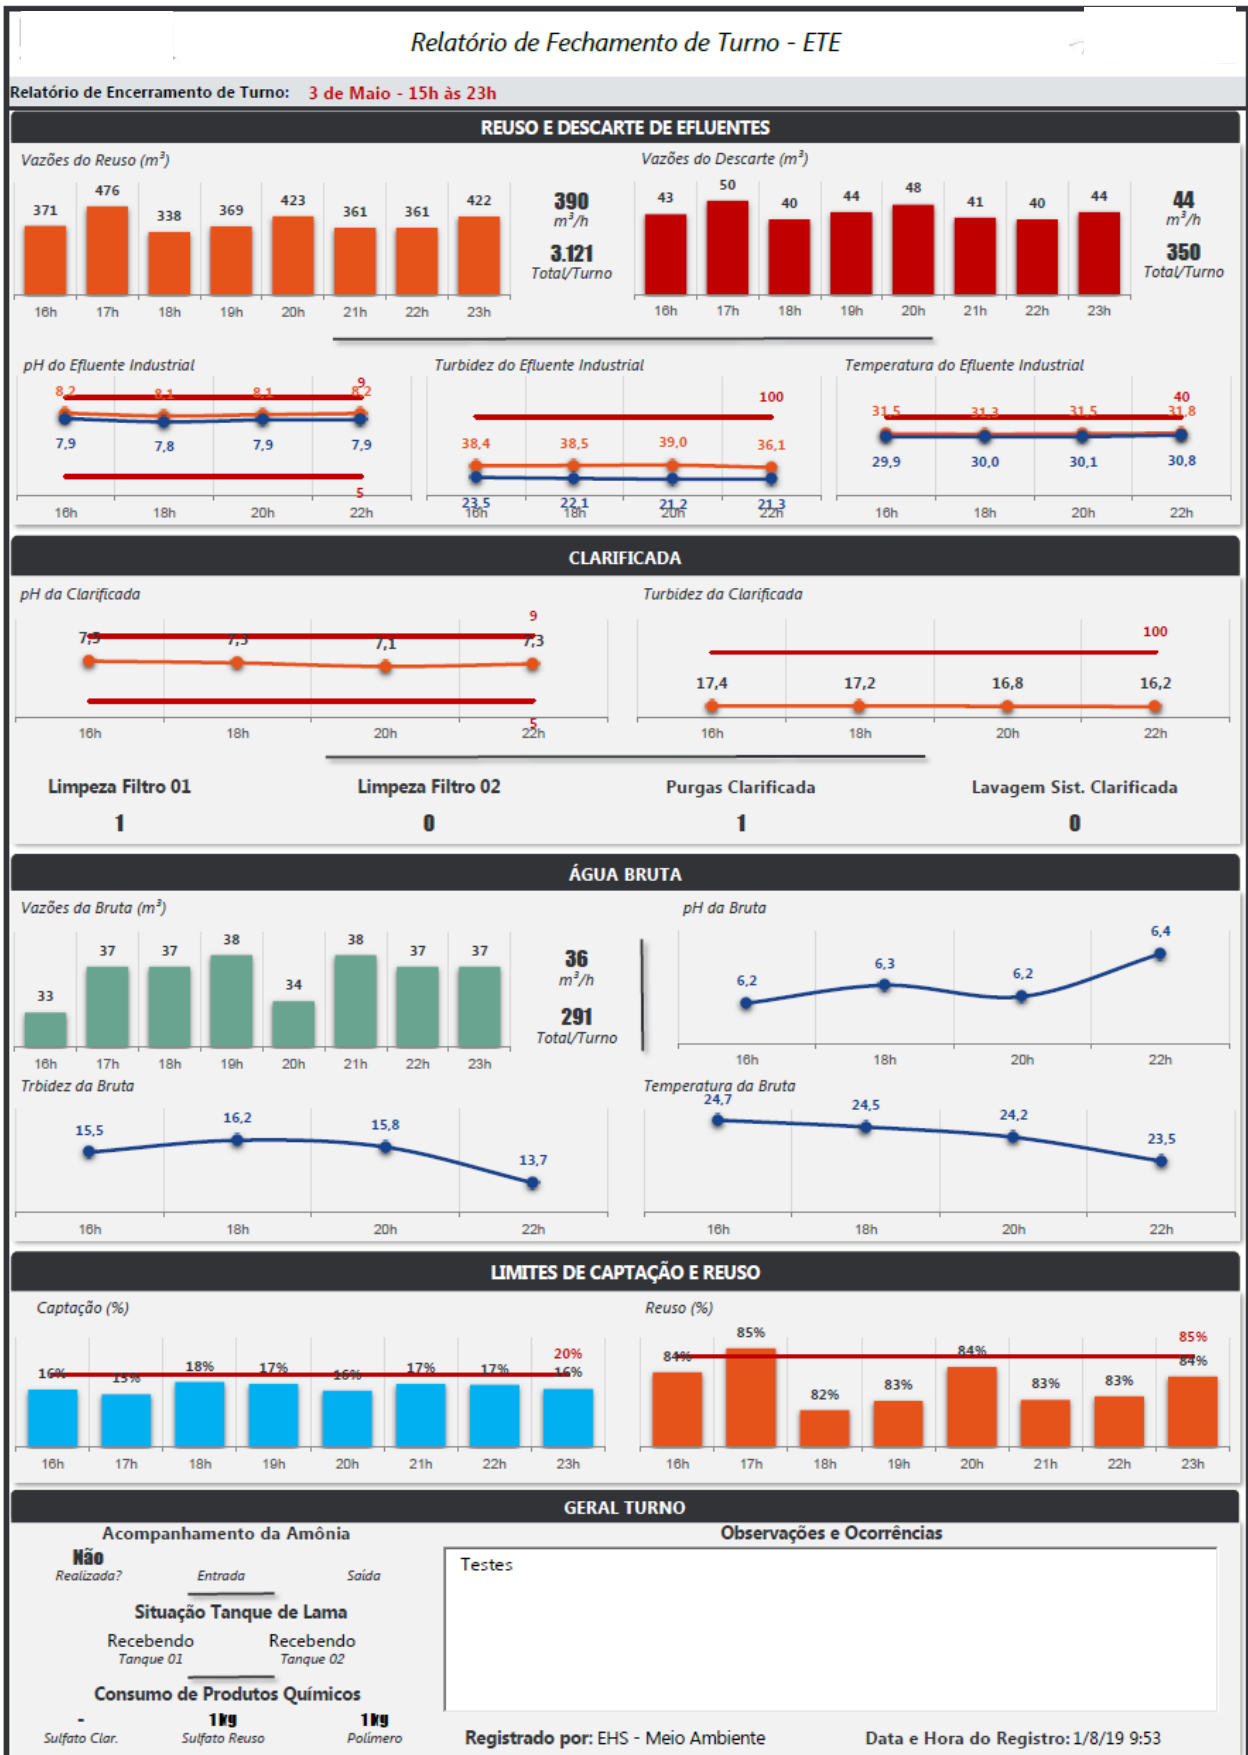 Relatório de Fechamento de Turno - ETE
Relatório de Encerramento de Turno: 3 de Maio - 15h às 23h
REUSO E DESCARTE DE EFLUENTES
Vazões do Reuso (m³)
371 476 338 369 423 361 361 422
16h 17h 18h 19h 20h 21h 22h 23h
390
m³/h
3.121
Total/Turno
Vazões do Descarte (m³)
43 50 40 44 48 41 40 44
16h 17h 18h 19h 20h 21h 22h 23h
44
m³/h
350
Total/Turno
pH do Efluente Industrial
9
8,2 8,1 8,1 8,2
7,9 7,8 7,9 7,9
5
16h 18h 20h 22h
Turbidez do Efluente Industrial
100
38,4 38,5 39,0 36,1
23,5 22,1 21,2 21,3
16h 18h 20h 22h
Temperatura do Efluente Industrial
40
31,5 31,3 31,5 31,8
29,9 30,0 30,1 30,8
16h 18h 20h 22h
CLARIFICADA
pH da Clarificada
9
7,5 7,3 7,1 7,3
5
16h 18h 20h 22h
Turbidez da Clarificada
100
17,4 17,2 16,8 16,2
16h 18h 20h 22h
Limpeza Filtro 01 Limpeza Filtro 02 Purgas Clarificada Lavagem Sist. Clarificada
1 0 1 0
ÁGUA BRUTA
Vazões da Bruta (m³)
33 37 37 38 34 38 37 37
16h 17h 18h 19h 20h 21h 22h 23h
36
m³/h
291
Total/Turno
pH da Bruta
6,2 6,3 6,2 6,4
16h 18h 20h 22h
Trbidez da Bruta
15,5 16,2 15,8 13,7
16h 18h 20h 22h
Temperatura da Bruta
24,7 24,5 24,2 23,5
16h 18h 20h 22h
LIMITES DE CAPTAÇÃO E REUSO
Captação (%)
20%
16% 15% 18% 17% 16% 17% 17% 16%
16h 17h 18h 19h 20h 21h 22h 23h
Reuso (%)
85%
84% 85% 82% 83% 84% 83% 83% 84%
16h 17h 18h 19h 20h 21h 22h 23h
GERAL TURNO
Acompanhamento da Amônia
Não
Realizada? Entrada Saída
Situação Tanque de Lama
Recebendo Recebendo
Tanque 01 Tanque 02
Consumo de Produtos Químicos
- 1 kg 1 kg
Sulfato Clar. Sulfato Reuso Polímero
Observações e Ocorrências
Testes
Registrado por: EHS - Meio Ambiente Data e Hora do Registro: 1/8/19 9:53